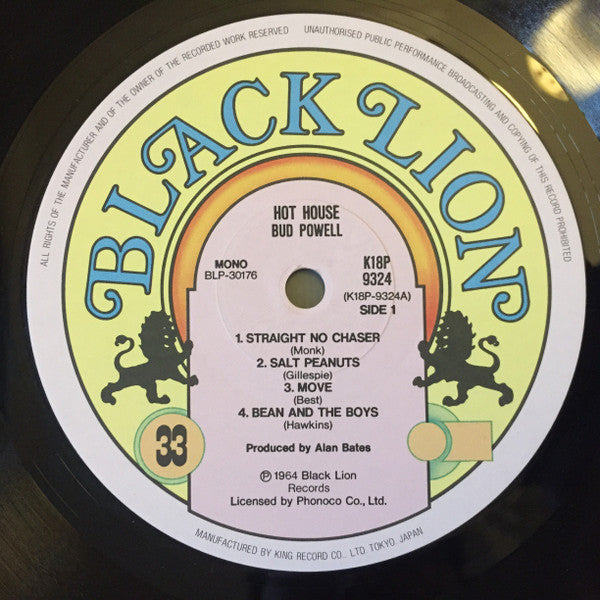 ALL RIGHTS OF THE MANUFACTURER AND OF THE OWNER OF THE RECORDED WORK RESERVED
UNAUTHORISED PUBLIC PERFORMANCE BROADCASTING AND COPYING OF THIS RECORD PROHIBITED
BLACK LION
HOT HOUSE
BUD POWELL
MONO
BLP-30176
K18P
9324
(K18P-9324A)
SIDE 1
1. STRAIGHT NO CHASER
(Monk)
2. SALT PEANUTS
(Gillespie)
3. MOVE
(Best)
4. BEAN AND THE BOYS
(Hawkins)
33
Produced by Alan Bates
℗ 1964 Black Lion
Records
Licensed by Phonoco Co., Ltd.
MANUFACTURED BY KING RECORD CO., LTD. TOKYO. JAPAN